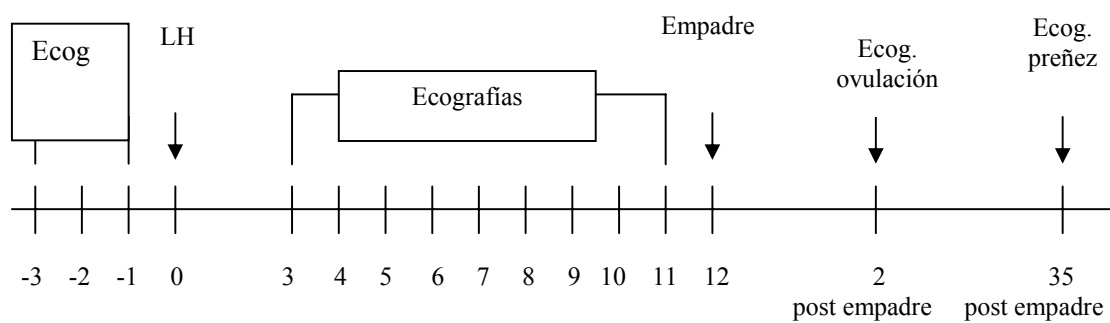 Ecog
LH
Ecografías
Empadre
Ecog.
ovulación
Ecog.
preñez
-3 -2 -1 0 3 4 5 6 7 8 9 10 11 12 2 35
post empadre post empadre